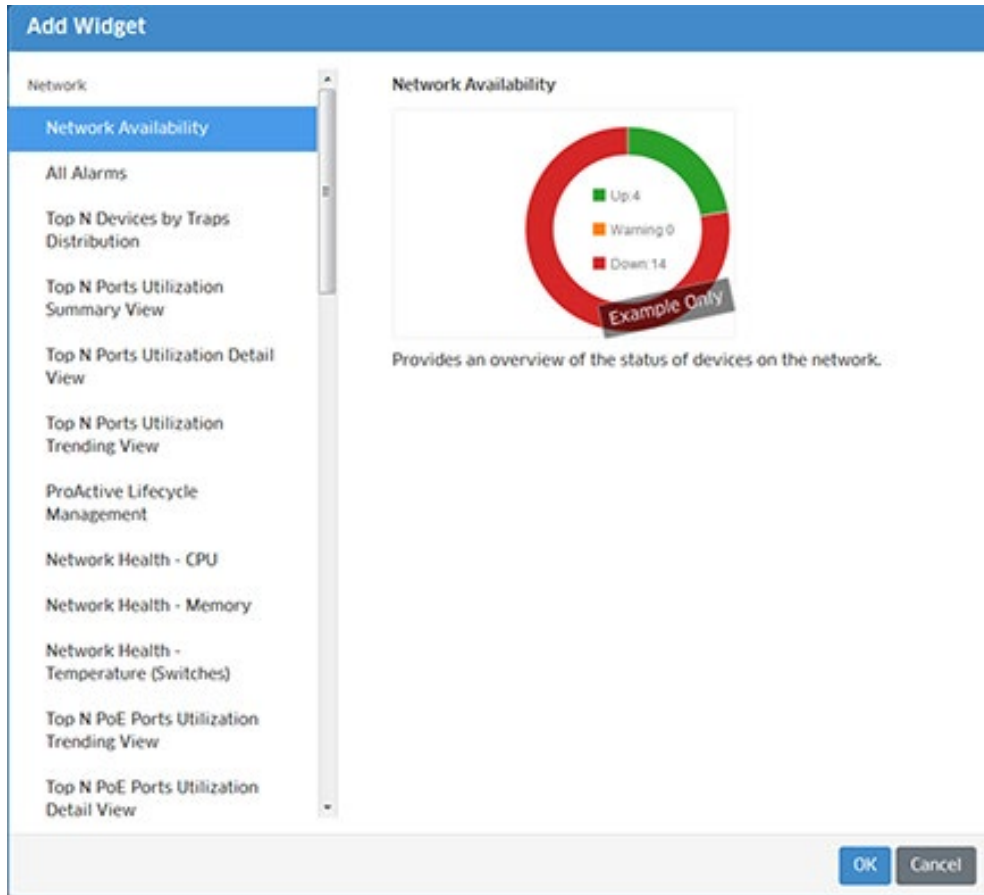 Add Widget
Network
Network Availability
All Alarms
Top N Devices by Traps
Distribution
Top N Ports Utilization
Summary View
Top N Ports Utilization Detail
View
Top N Ports Utilization
Trending View
ProActive Lifecycle
Management
Network Health - CPU
Network Health - Memory
Network Health -
Temperature (Switches)
Top N PoE Ports Utilization
Trending View
Top N PoE Ports Utilization
Detail View
Network Availability
Up:4
Warning:0
Down:14
Example Only
Provides an overview of the status of devices on the network.
OK
Cancel